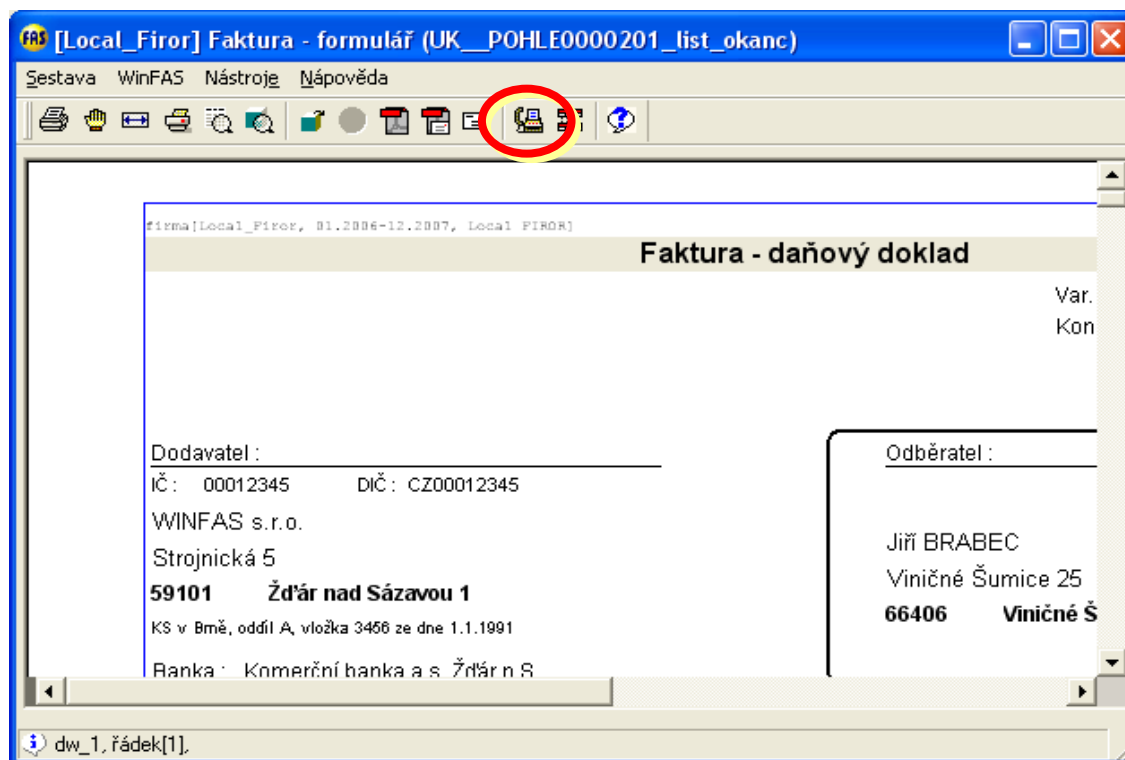 FAS [Local_Firor] Faktura - formulář (UK__POHLE0000201_list_okanc)
Sestava WinFAS Nástroje Nápověda
firma[Local_Firor, 01.2006-12.2007, Local FIROR]
Faktura - daňový doklad
Var.
Kon
Dodavatel :
IČ : 00012345 DIČ : CZ00012345
WINFAS s.r.o.
Strojnická 5
59101 Žďár nad Sázavou 1
KS v Brně, oddíl A, vložka 3456 ze dne 1.1.1991
Banka : Komerční banka a s Žďár n S
Odběratel :
Jiří BRABEC
Viničné Šumice 25
66406 Viničné Š
dw_1, řádek[1],